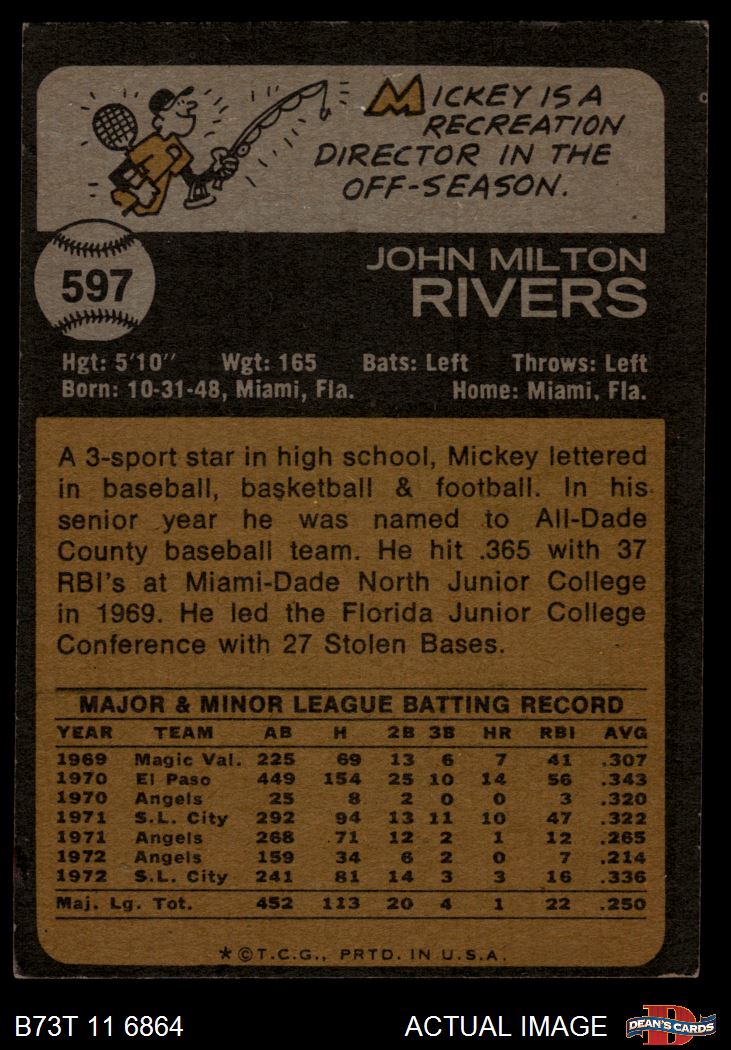 MICKEY IS A
RECREATION
DIRECTOR IN THE
OFF-SEASON.
597
JOHN MILTON
RIVERS
Hgt: 5'10" Wgt: 165 Bats: Left Throws: Left
Born: 10-31-48, Miami, Fla. Home: Miami, Fla.
A 3-sport star in high school, Mickey lettered
in baseball, basketball & football. In his
senior year he was named to All-Dade
County baseball team. He hit .365 with 37
RBI's at Miami-Dade North Junior College
in 1969. He led the Florida Junior College
Conference with 27 Stolen Bases.
MAJOR & MINOR LEAGUE BATTING RECORD
YEAR TEAM AB H 2B 3B HR RBI AVG
1969 Magic Val. 225 69 13 6 7 41 .307
1970 El Paso 449 154 25 10 14 56 .343
1970 Angels 25 8 2 0 0 3 .320
1971 S.L. City 292 94 13 11 10 47 .322
1971 Angels 268 71 12 2 1 12 .265
1972 Angels 159 34 6 2 0 7 .214
1972 S.L. City 241 81 14 3 3 16 .336
Maj. Lg. Tot. 452 113 20 4 1 22 .250
*©T.C.G., PRTD. IN U.S.A.
B73T 11 6864 ACTUAL IMAGE
D
DEAN'S CARDS